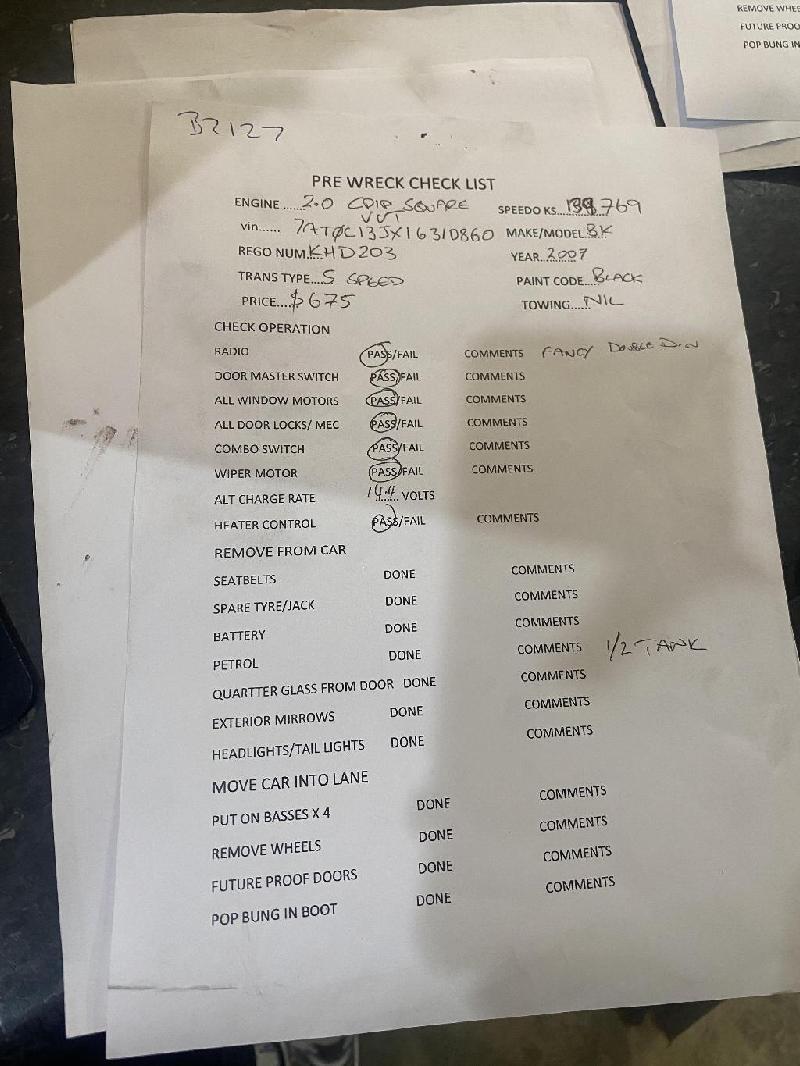 REMOVE WHEE
FUTURE PROO
POP BUNG IN
B2127
PRE WRECK CHECK LIST
ENGINE......2.0 CDIP SQUARE
VVT
SPEEDO KS......139,769
vin...... 7AT0C13JX1631D860
MAKE/MODEL BK
REGO NUM.KHD203
YEAR..2007
TRANS TYPE...5 SPEED
PAINT CODE...BLACK
PRICE....$675
TOWING......NIL
CHECK OPERATION
RADIO PASS/FAIL COMMENTS FANCY DOUBLE DIN
DOOR MASTER SWITCH PASS/FAIL COMMENTS
ALL WINDOW MOTORS PASS/FAIL COMMENTS
ALL DOOR LOCKS/ MEC PASS/FAIL COMMENTS
COMBO SWITCH PASS/FAIL COMMENTS
WIPER MOTOR PASS/FAIL COMMENTS
ALT CHARGE RATE 14.4 VOLTS
HEATER CONTROL PASS/FAIL COMMENTS
REMOVE FROM CAR
SEATBELTS DONE COMMENTS
SPARE TYRE/JACK DONE COMMENTS
BATTERY DONE COMMENTS
PETROL DONE COMMENTS 1/2 TANK
QUARTTER GLASS FROM DOOR DONE COMMENTS
EXTERIOR MIRROWS DONE COMMENTS
HEADLIGHTS/TAIL LIGHTS DONE COMMENTS
MOVE CAR INTO LANE
PUT ON BASSES X 4 DONE COMMENTS
REMOVE WHEELS DONE COMMENTS
FUTURE PROOF DOORS DONE COMMENTS
POP BUNG IN BOOT DONE COMMENTS